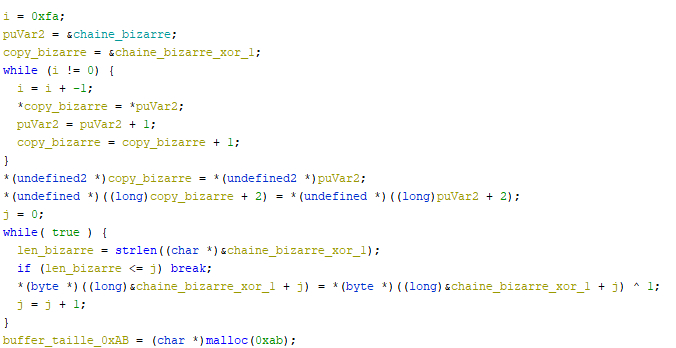 i = 0xfa;
puVar2 = &chaine_bizarre;
copy_bizarre = &chaine_bizarre_xor_1;
while (i != 0) {
  i = i + -1;
  *copy_bizarre = *puVar2;
  puVar2 = puVar2 + 1;
  copy_bizarre = copy_bizarre + 1;
}
*(undefined2 *)copy_bizarre = *(undefined2 *)puVar2;
*(undefined *)((long)copy_bizarre + 2) = *(undefined *)((long)puVar2 + 2);
j = 0;
while( true ) {
  len_bizarre = strlen((char *)&chaine_bizarre_xor_1);
  if (len_bizarre <= j) break;
  *(byte *)((long)&chaine_bizarre_xor_1 + j) = *(byte *)((long)&chaine_bizarre_xor_1 + j) ^ 1;
  j = j + 1;
}
buffer_taille_0xAB = (char *)malloc(0xab);